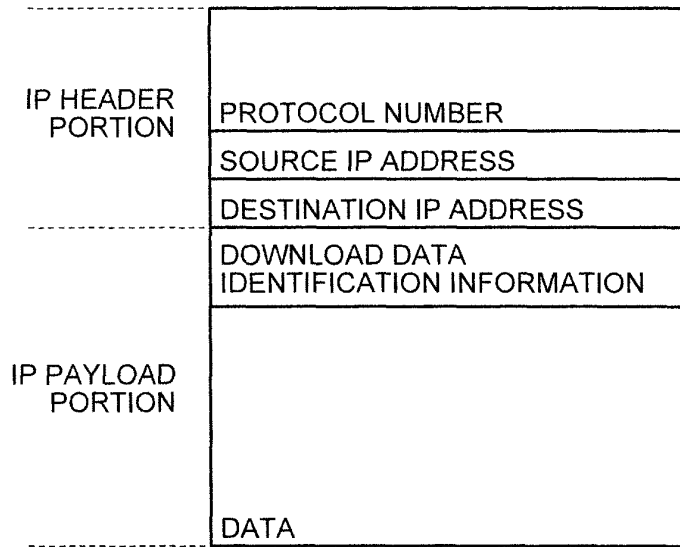 IP HEADER
PORTION
PROTOCOL NUMBER
SOURCE IP ADDRESS
DESTINATION IP ADDRESS
DOWNLOAD DATA
IDENTIFICATION INFORMATION
IP PAYLOAD
PORTION
DATA